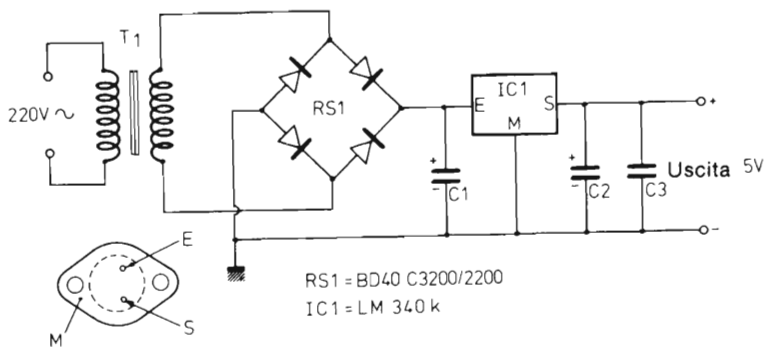 T1
220V ~
RS1
E IC1 S
M
+
+
- C1
+
- C2
C3
Uscita 5V
-
E
S
M
RS1 = BD40 C3200/2200
IC1 = LM 340 k